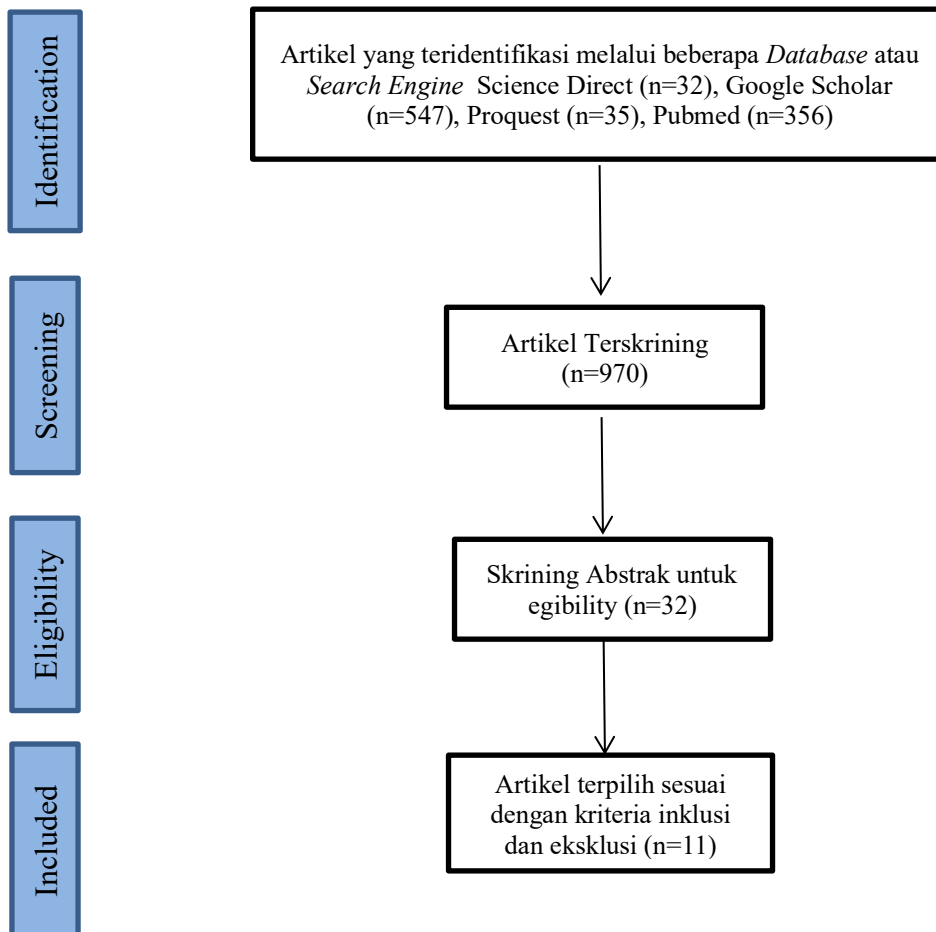 Identification
Artikel yang teridentifikasi melalui beberapa Database atau
Search Engine Science Direct (n=32), Google Scholar
(n=547), Proquest (n=35), Pubmed (n=356)
Screening
Artikel Terskrining
(n=970)
Eligibility
Skrining Abstrak untuk
egibility (n=32)
Included
Artikel terpilih sesuai
dengan kriteria inklusi
dan eksklusi (n=11)